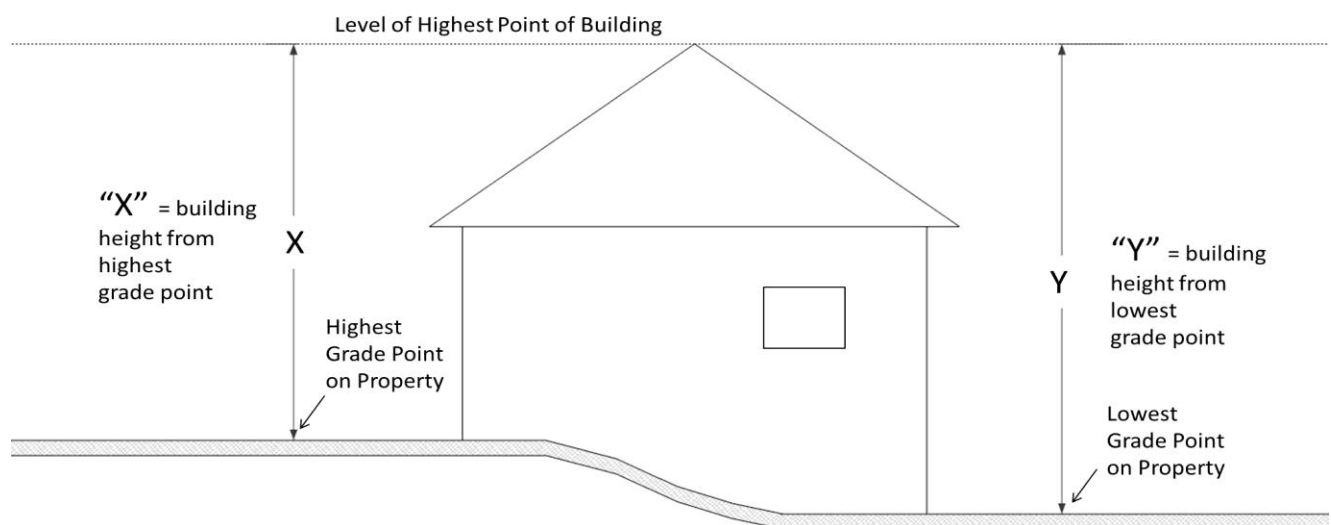 Level of Highest Point of Building
“X” = building
height from
highest
grade point
X
Highest
Grade Point
on Property
Y
“Y” = building
height from
lowest
grade point
Lowest
Grade Point
on Property